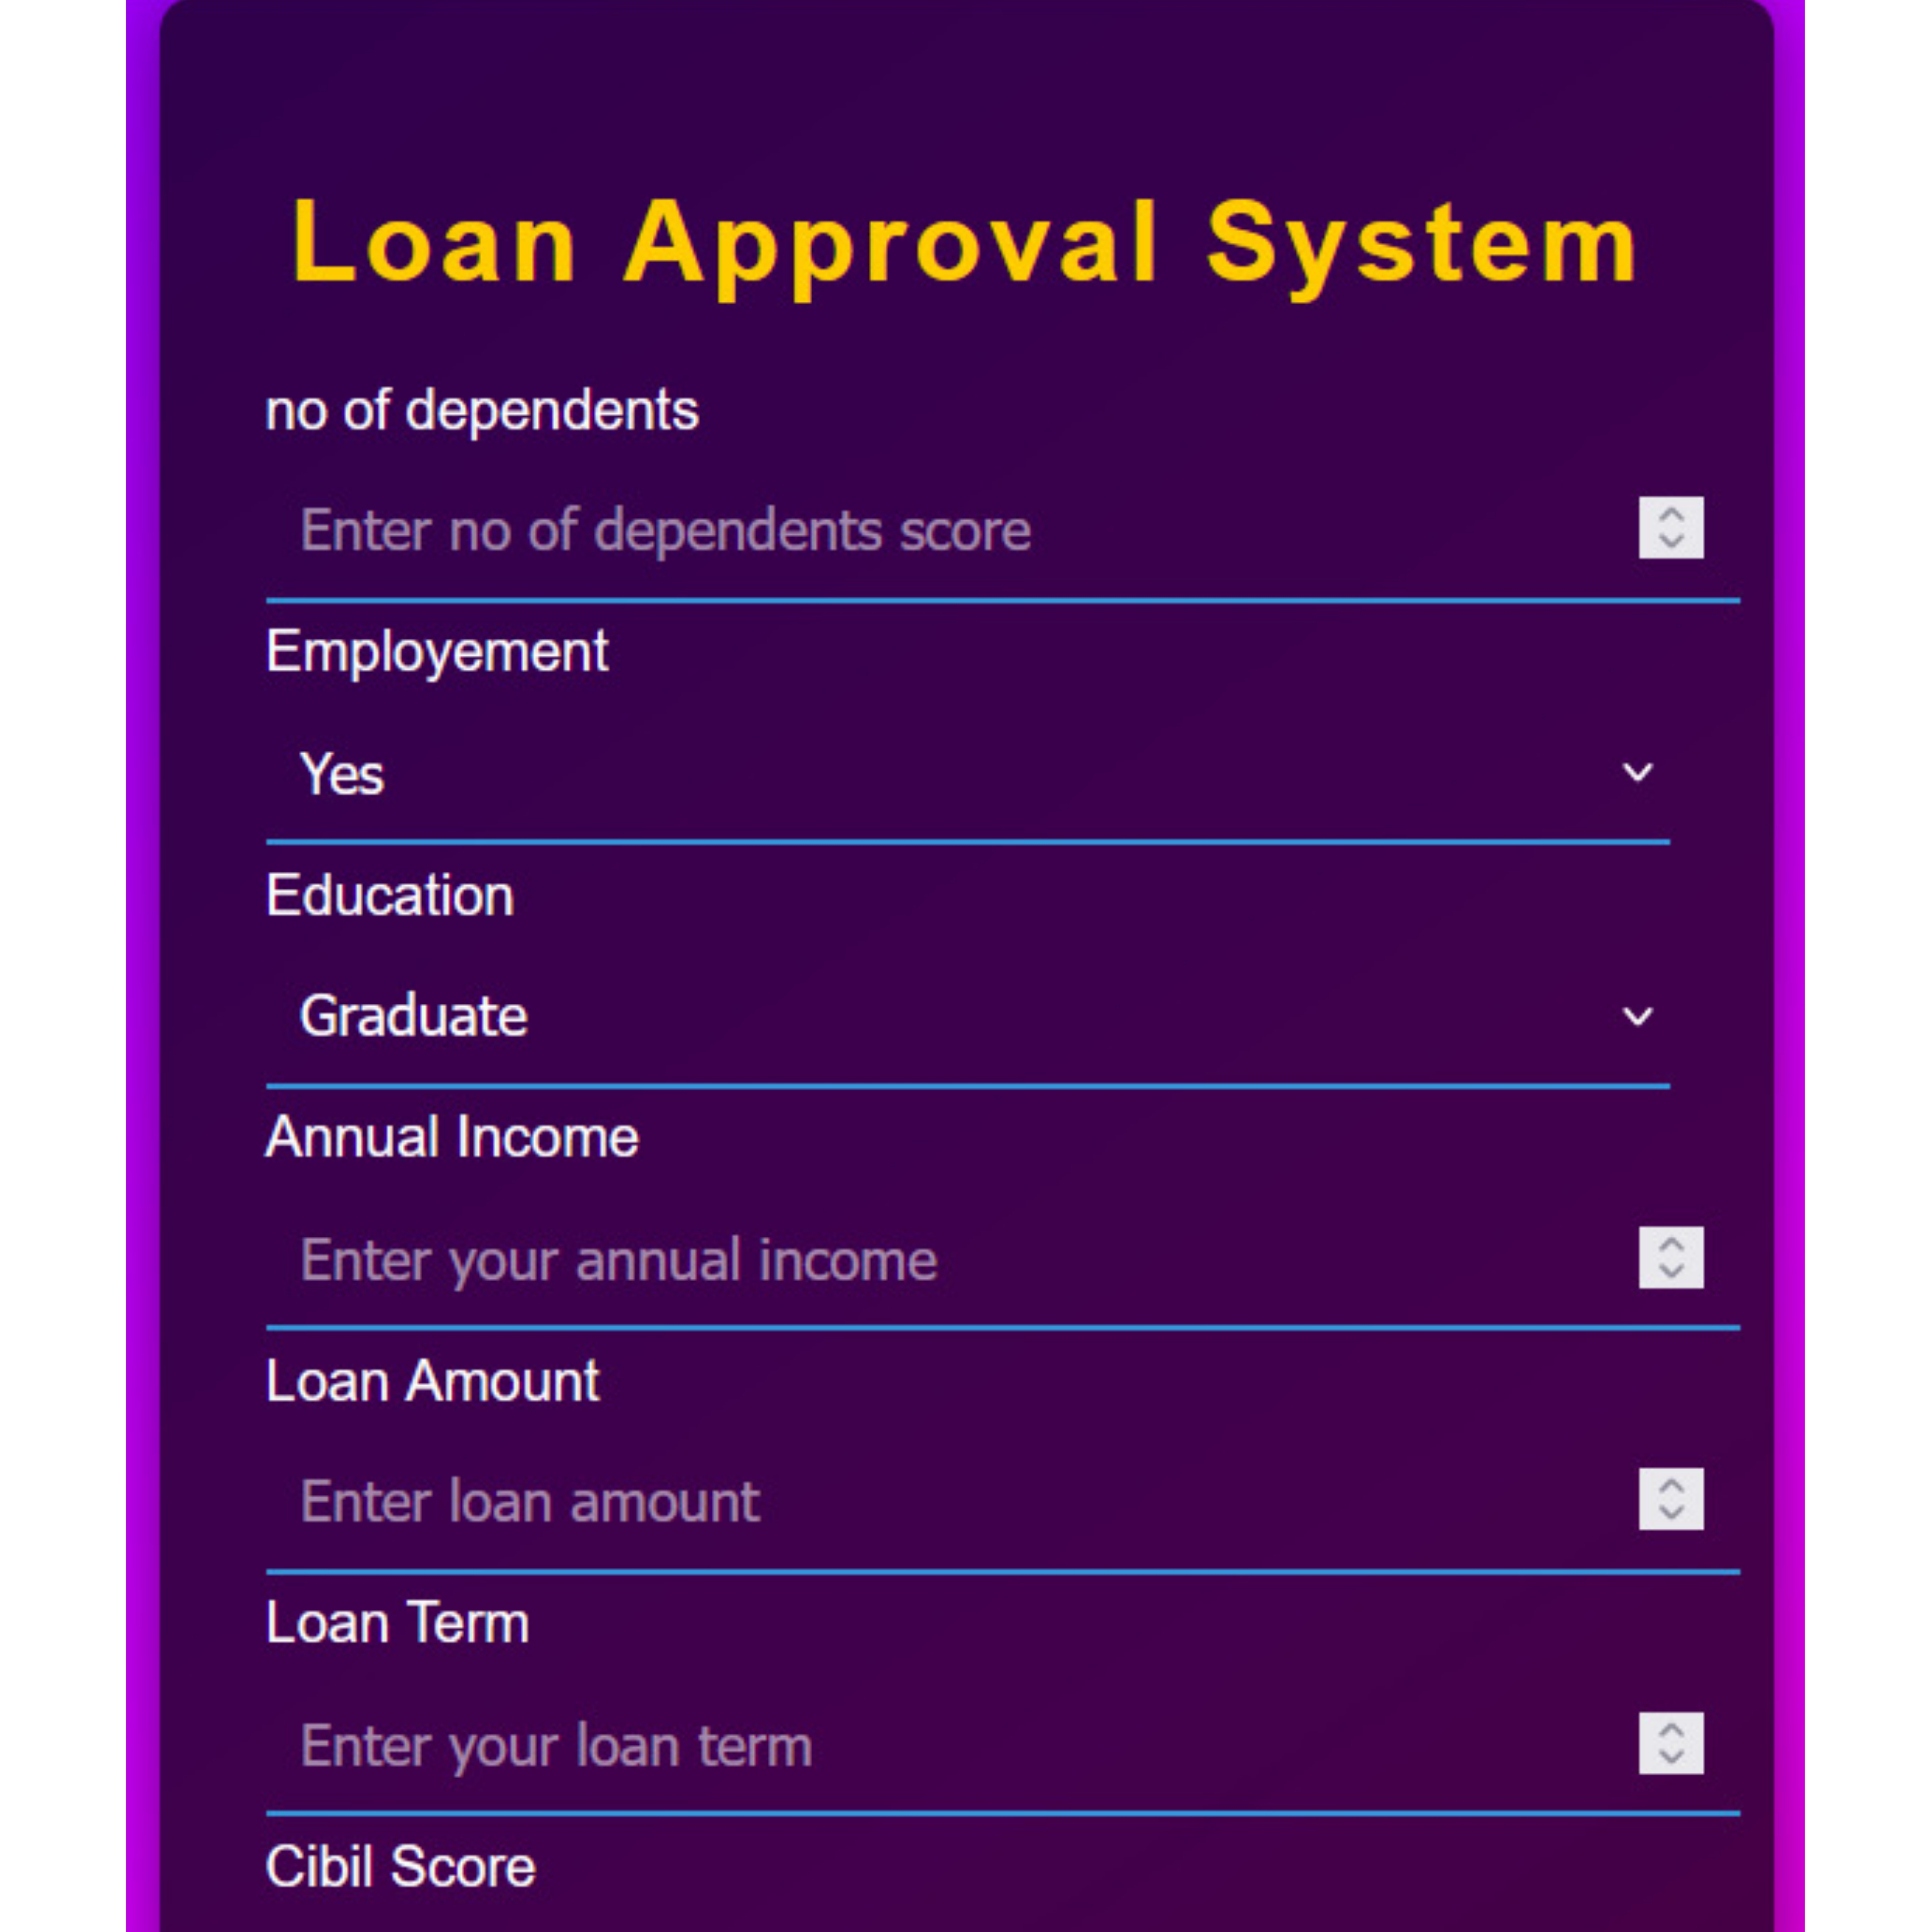 Loan Approval System
no of dependents
Enter no of dependents score
Employement
Yes
Education
Graduate
Annual Income
Enter your annual income
Loan Amount
Enter loan amount
Loan Term
Enter your loan term
Cibil Score